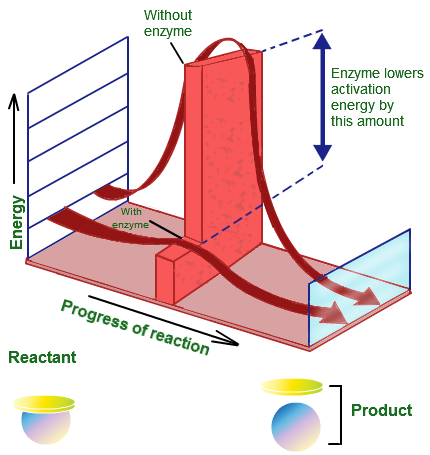 Without
enzyme
Enzyme lowers
activation
energy by
this amount
Energy
With
enzyme
Progress of reaction
Reactant
Product